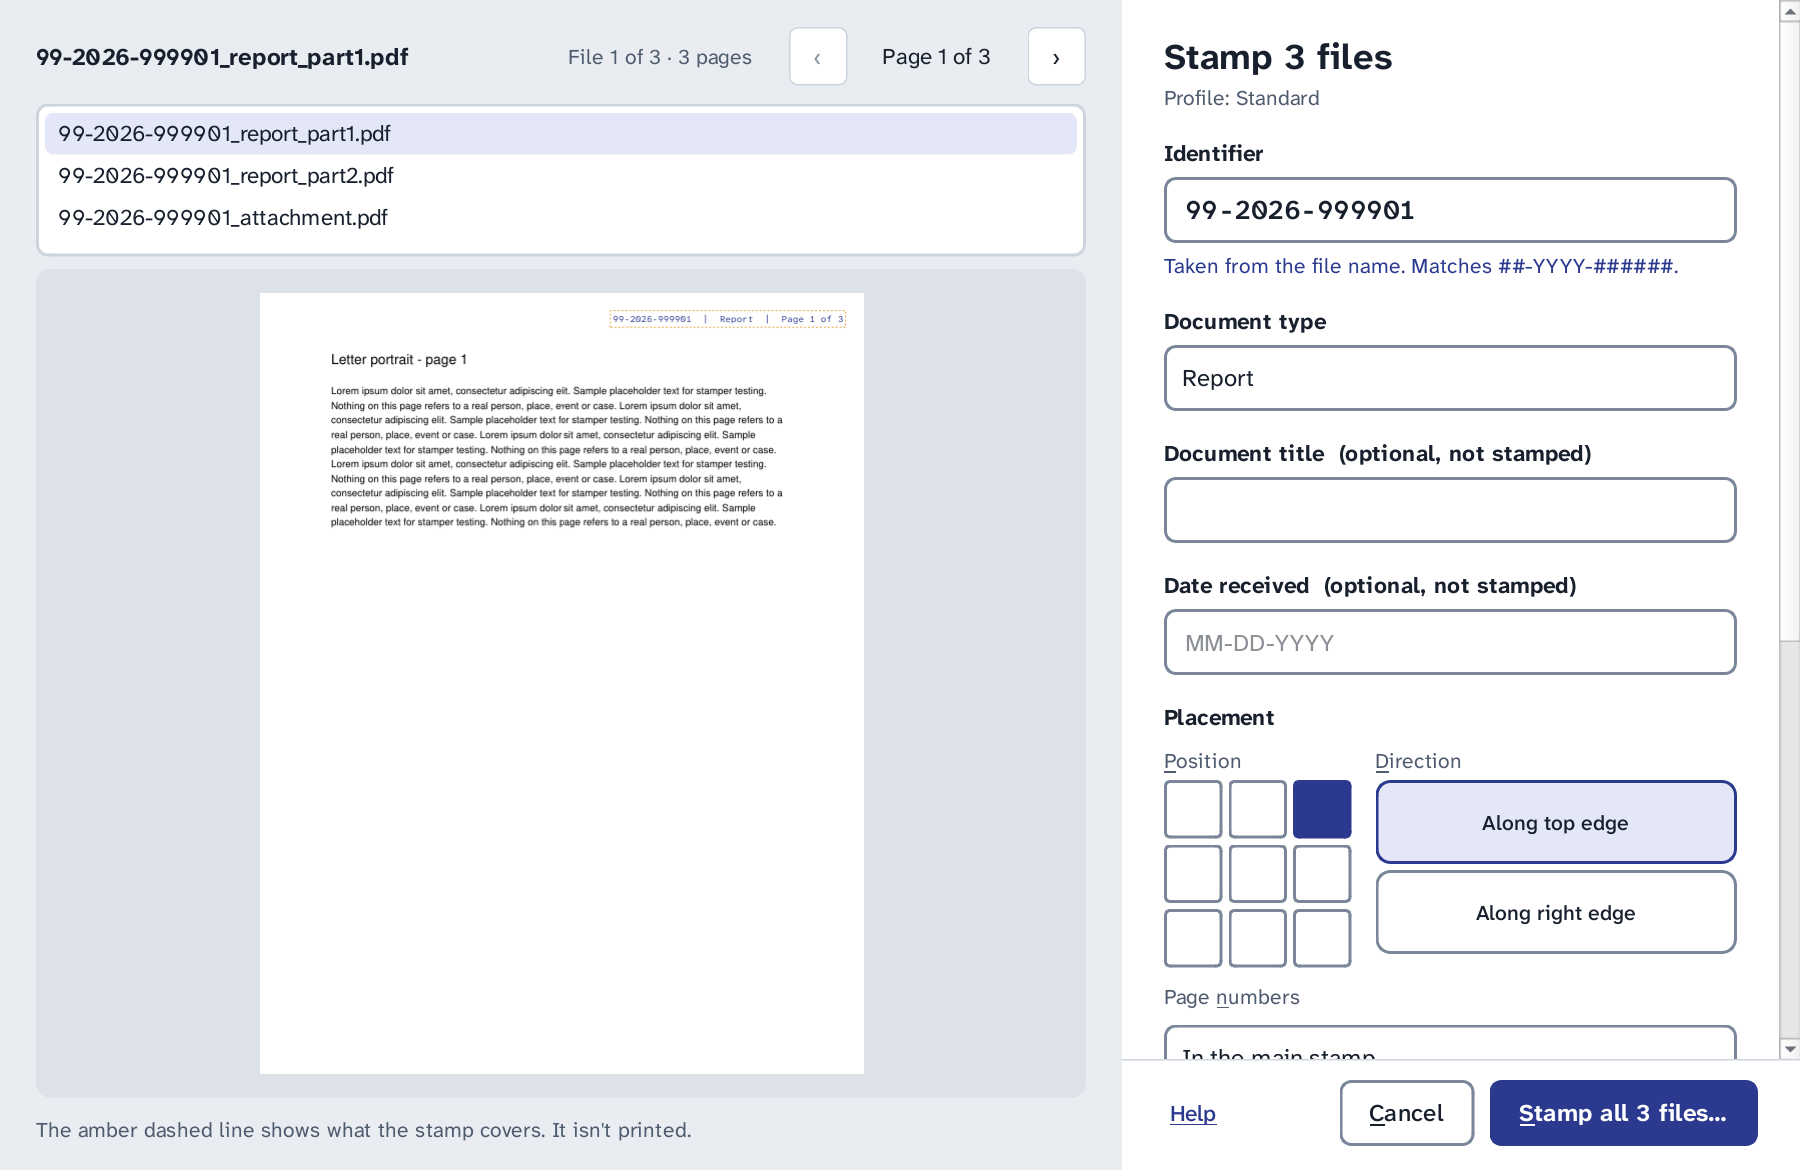 99-2026-999901_report_part1.pdf
File 1 of 3 · 3 pages
‹
Page 1 of 3
›
99-2026-999901_report_part1.pdf
99-2026-999901_report_part2.pdf
99-2026-999901_attachment.pdf
99-2026-999901 | Report | Page 1 of 3
Letter portrait - page 1
Lorem ipsum dolor sit amet, consectetur adipiscing elit. Sample placeholder text for stamper testing.
Nothing on this page refers to a real person, place, event or case. Lorem ipsum dolor sit amet,
consectetur adipiscing elit. Sample placeholder text for stamper testing. Nothing on this page refers to a
real person, place, event or case. Lorem ipsum dolor sit amet, consectetur adipiscing elit. Sample
placeholder text for stamper testing. Nothing on this page refers to a real person, place, event or case.
Lorem ipsum dolor sit amet, consectetur adipiscing elit. Sample placeholder text for stamper testing.
Nothing on this page refers to a real person, place, event or case. Lorem ipsum dolor sit amet,
consectetur adipiscing elit. Sample placeholder text for stamper testing. Nothing on this page refers to a
real person, place, event or case. Lorem ipsum dolor sit amet, consectetur adipiscing elit. Sample
placeholder text for stamper testing. Nothing on this page refers to a real person, place, event or case.
The amber dashed line shows what the stamp covers. It isn't printed.
Stamp 3 files
Profile: Standard
Identifier
99-2026-999901
Taken from the file name. Matches ##-YYYY-######.
Document type
Report
Document title (optional, not stamped)
Date received (optional, not stamped)
MM-DD-YYYY
Placement
Position
Direction
Along top edge
Along right edge
Page numbers
In the main stamp
Help
Cancel
Stamp all 3 files...